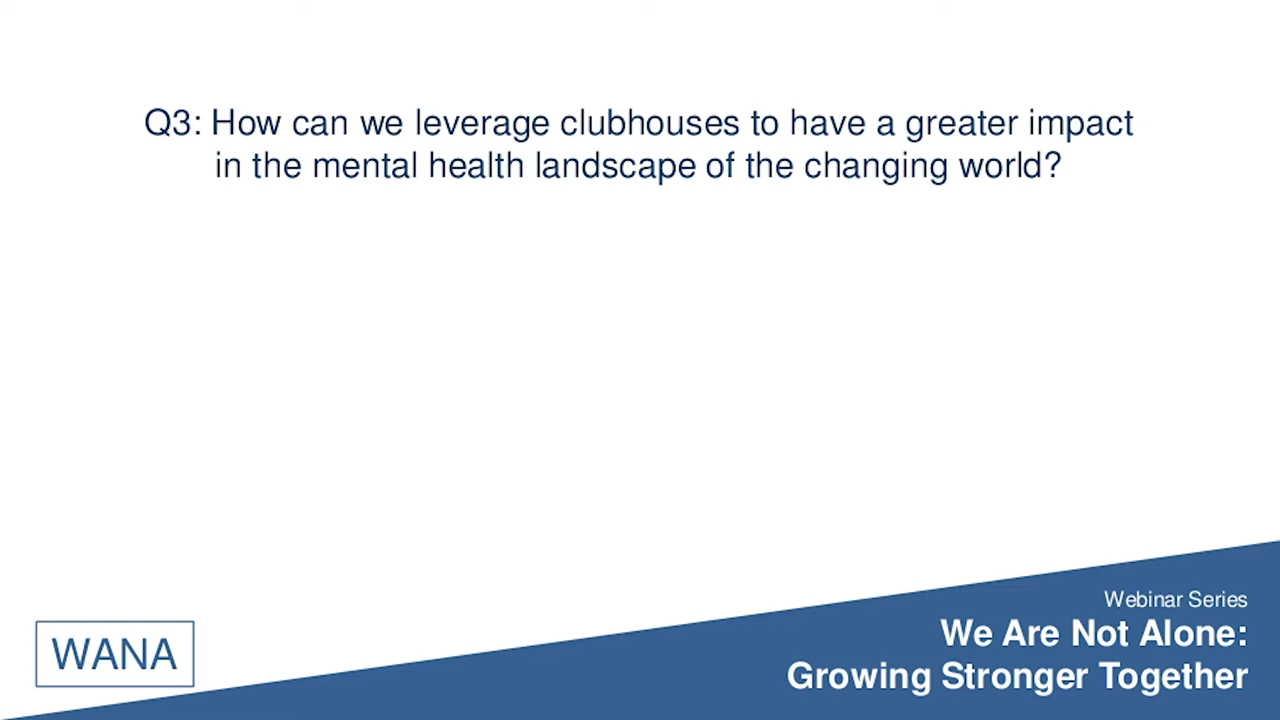 Q3: How can we leverage clubhouses to have a greater impact
in the mental health landscape of the changing world?
Webinar Series
We Are Not Alone:
Growing Stronger Together
WANA